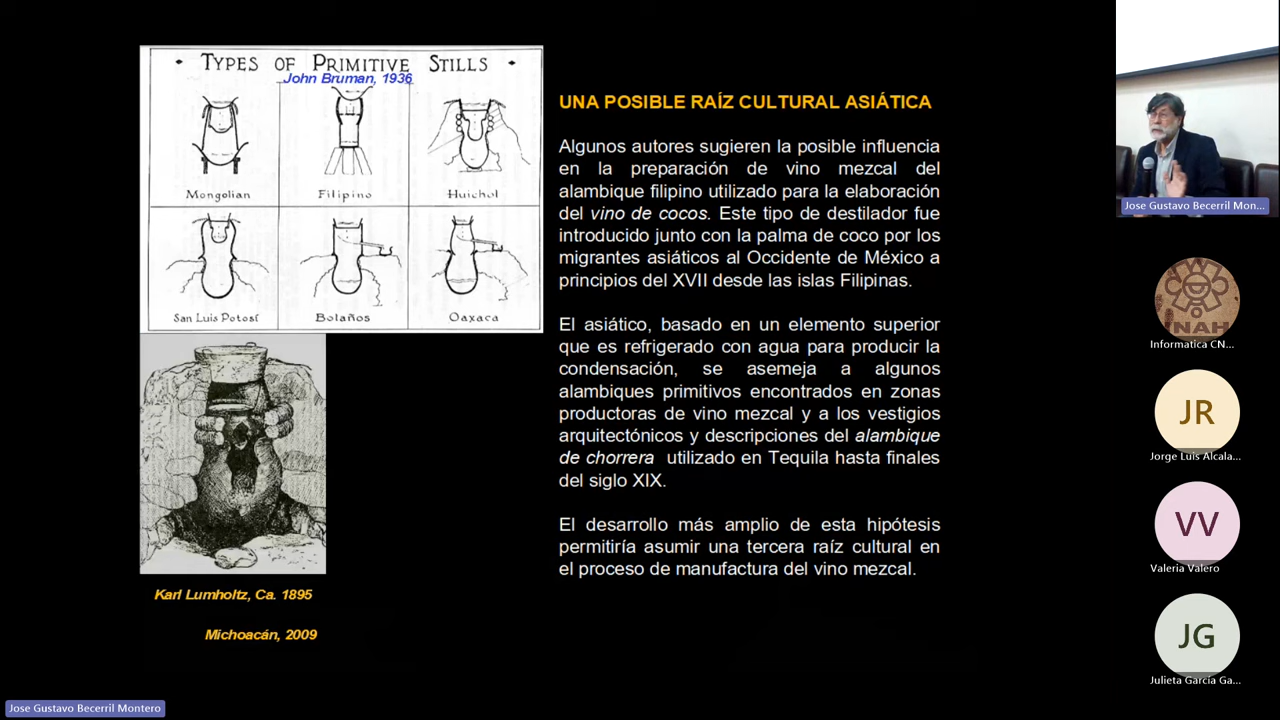 TYPES OF PRIMITIVE STILLS
John Bruman, 1936
Mongolian
Filipino
Huichol
San Luis Potosí
Bolaños
Oaxaca
Karl Lumholtz, Ca. 1895
Michoacán, 2009
UNA POSIBLE RAÍZ CULTURAL ASIÁTICA
Algunos autores sugieren la posible influencia
en la preparación de vino mezcal del
alambique filipino utilizado para la elaboración
del vino de cocos. Este tipo de destilador fue
introducido junto con la palma de coco por los
migrantes asiáticos al Occidente de México a
principios del XVII desde las islas Filipinas.
El asiático, basado en un elemento superior
que es refrigerado con agua para producir la
condensación, se asemeja a algunos
alambiques primitivos encontrados en zonas
productoras de vino mezcal y a los vestigios
arquitectónicos y descripciones del alambique
de chorrera utilizado en Tequila hasta finales
del siglo XIX.
El desarrollo más amplio de esta hipótesis
permitiría asumir una tercera raíz cultural en
el proceso de manufactura del vino mezcal.
Jose Gustavo Becerril Mon...
INAH
Informatica CN...
JR
Jorge Luis Alcala...
VV
Valeria Valero
JG
Julieta García Ga...
Jose Gustavo Becerril Montero